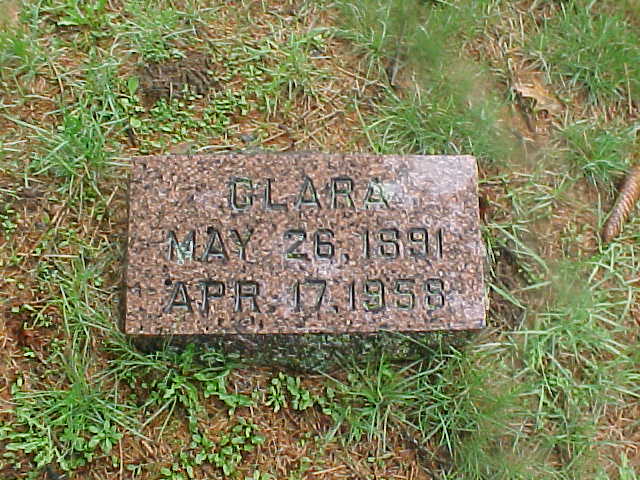 CLARA
MAY 26, 1891
APR. 17, 1958